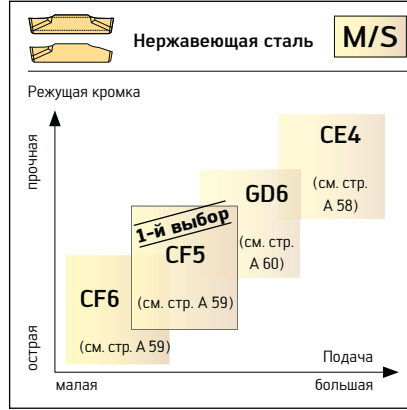 Нержавеющая сталь M/S
Режущая кромка
прочная
CE4
(см. стр.
A 58)
GD6
(см. стр.
A 60)
1-й выбор
CF5
(см. стр. A 59)
CF6
(см. стр. A 59)
острая
Подача
малая
большая